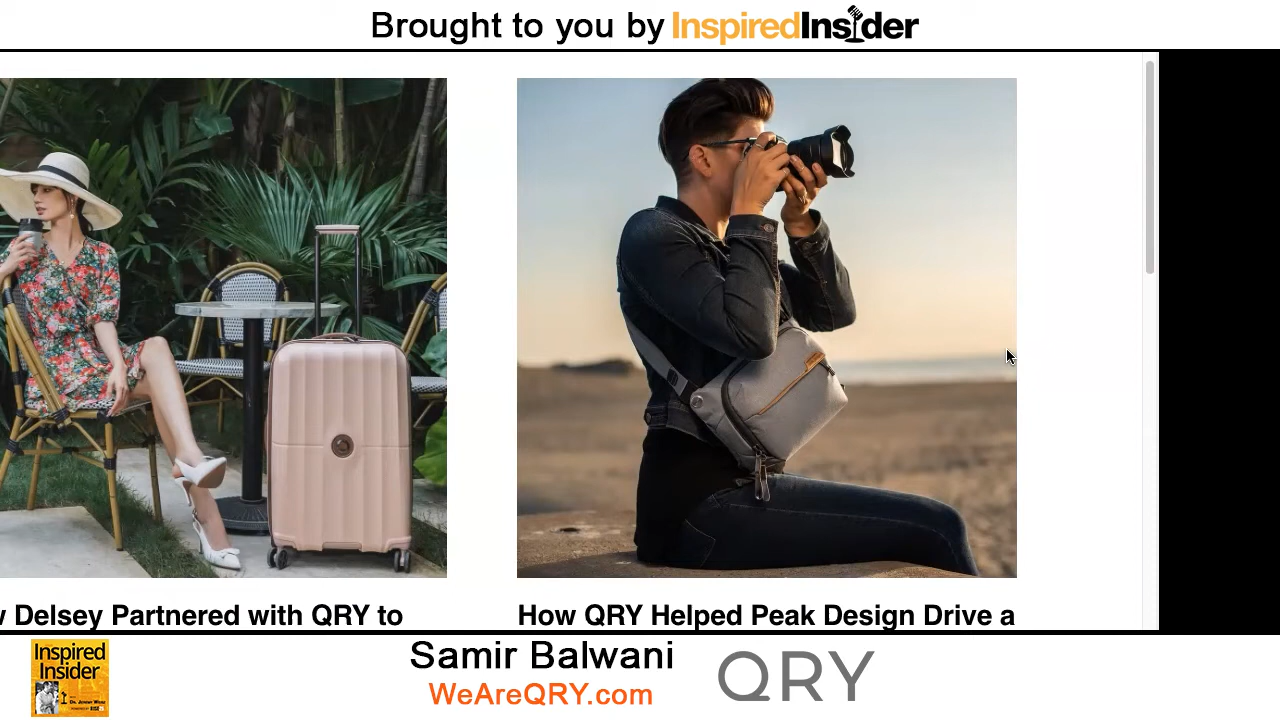 Brought to you by InspiredInsider
w Delsey Partnered with QRY to
How QRY Helped Peak Design Drive a
Inspired
Insider
Samir Balwani
WeAreQRY.com
QRY